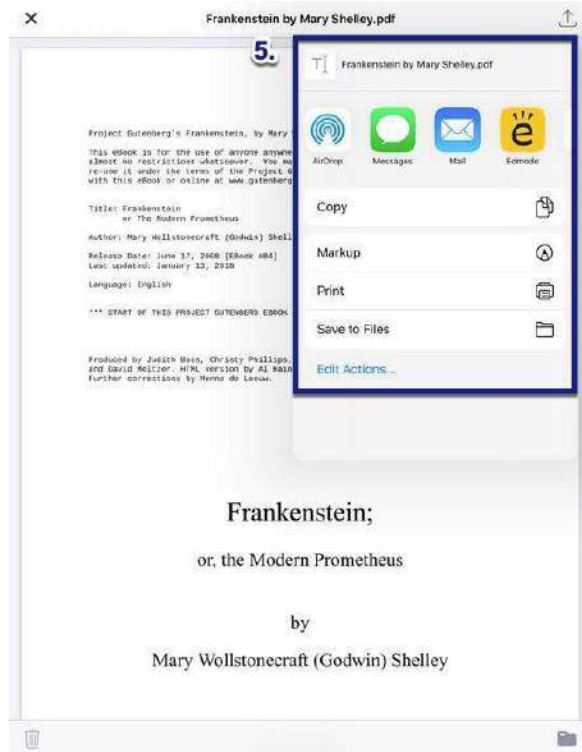 Frankenstein by Mary Shelley.pdf
5.
Frankenstein by Mary Shelley.pdf
AirDrop
Messages
Mail
Edmodo
Copy
Markup
Print
Save to Files
Edit Actions...
Project Gutenberg's Frankenstein, by Mary
This eBook is for the use of anyone anywhe
almost no restrictions whatsoever. You ma
re-use it under the terms of the Project G
with this eBook or online at www.gutenberg
Title: Frankenstein
or The Modern Prometheus
Author: Mary Wollstonecraft (Godwin) Shell
Release Date: June 17, 2008 [EBook #84]
Last updated: January 13, 2018
Language: English
*** START OF THIS PROJECT GUTENBERG EBOOK
Produced by Judith Boss, Christy Phillips,
and David Meltzer. HTML version by Al Hain
Further corrections by Menno de Leeuw.
Frankenstein;
or, the Modern Prometheus
by
Mary Wollstonecraft (Godwin) Shelley